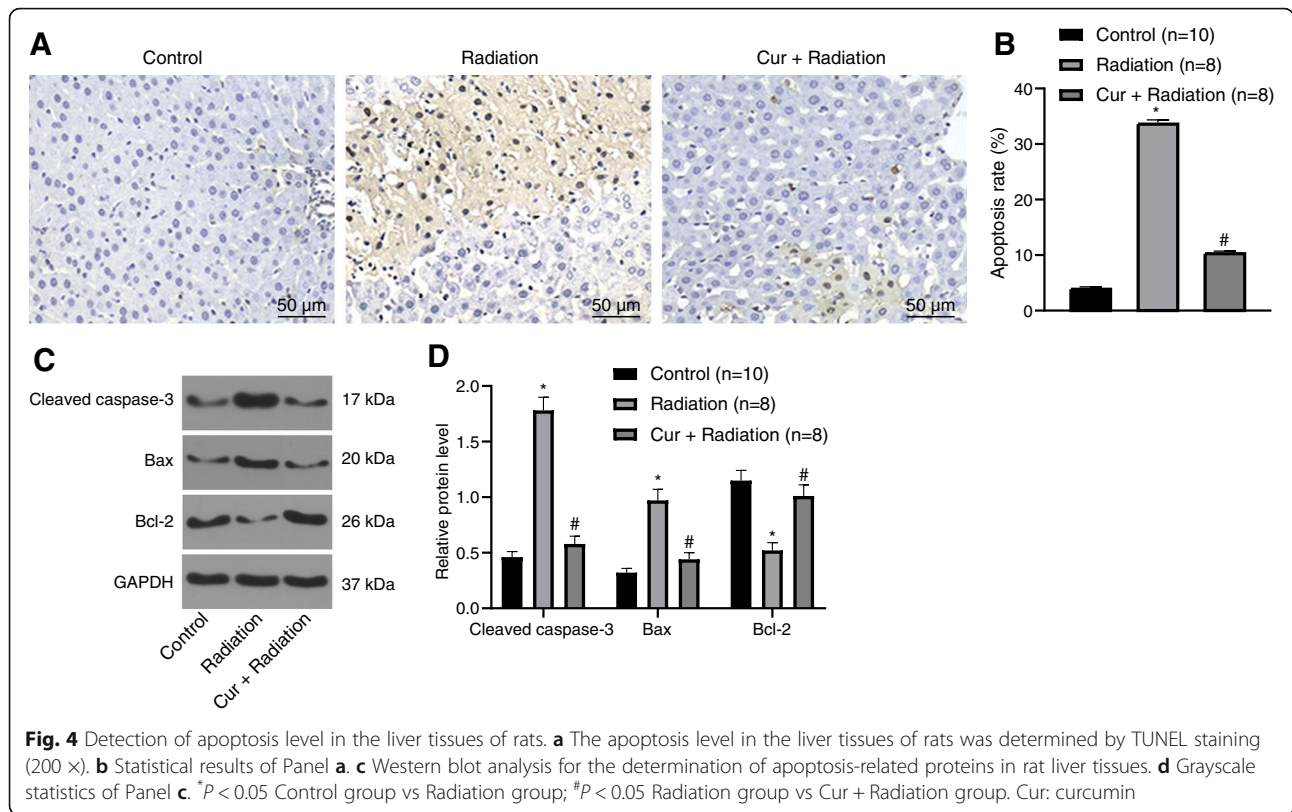 A
Control
Radiation
Cur + Radiation
50 µm
50 µm
50 µm
B
Control (n=10)
Radiation (n=8)
Cur + Radiation (n=8)
Apoptosis rate (%)
40
30
20
10
0
*
#
C
Cleaved caspase-3
17 kDa
Bax
20 kDa
Bcl-2
26 kDa
GAPDH
37 kDa
Control
Radiation
Cur + Radiation
D
Control (n=10)
Radiation (n=8)
Cur + Radiation (n=8)
Relative protein level
2.0
1.5
1.0
0.5
0.0
*
#
*
#
*
#
Cleaved caspase-3
Bax
Bcl-2
Fig. 4 Detection of apoptosis level in the liver tissues of rats. a The apoptosis level in the liver tissues of rats was determined by TUNEL staining
(200 ×). b Statistical results of Panel a. c Western blot analysis for the determination of apoptosis-related proteins in rat liver tissues. d Grayscale
statistics of Panel c. *P < 0.05 Control group vs Radiation group; #P < 0.05 Radiation group vs Cur + Radiation group. Cur: curcumin